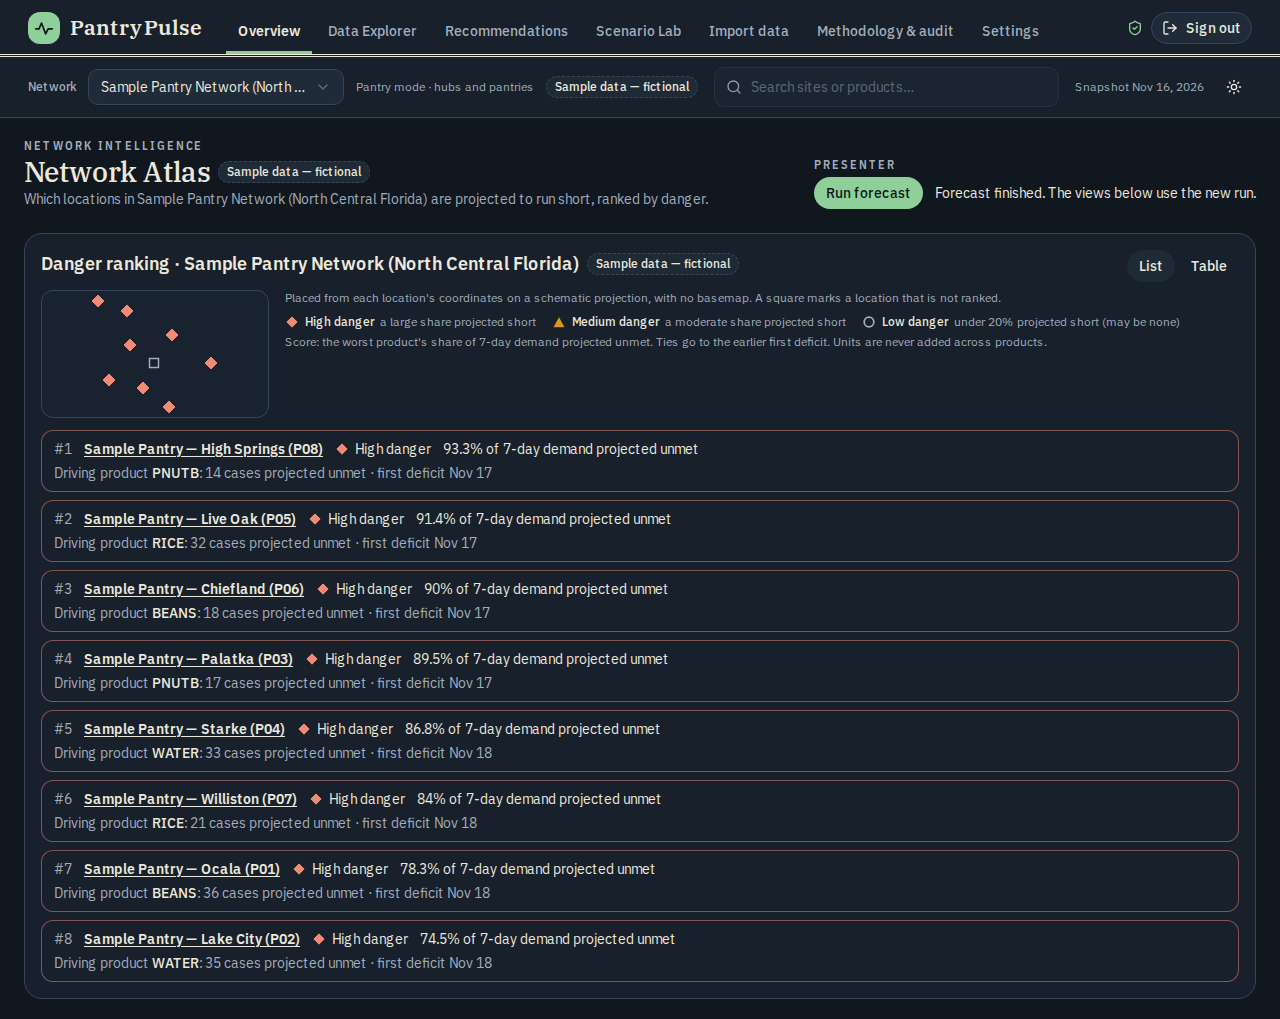 PantryPulse
Overview
Data Explorer
Recommendations
Scenario Lab
Import data
Methodology & audit
Settings
Sign out
Network
Sample Pantry Network (North ...
Pantry mode · hubs and pantries
Sample data — fictional
Search sites or products...
Snapshot Nov 16, 2026
NETWORK INTELLIGENCE
Network Atlas
Sample data — fictional
Which locations in Sample Pantry Network (North Central Florida) are projected to run short, ranked by danger.
PRESENTER
Run forecast
Forecast finished. The views below use the new run.
Danger ranking · Sample Pantry Network (North Central Florida)
Sample data — fictional
List
Table
Placed from each location's coordinates on a schematic projection, with no basemap. A square marks a location that is not ranked.
High danger a large share projected short
Medium danger a moderate share projected short
Low danger under 20% projected short (may be none)
Score: the worst product's share of 7-day demand projected unmet. Ties go to the earlier first deficit. Units are never added across products.
#1 Sample Pantry — High Springs (P08) High danger 93.3% of 7-day demand projected unmet
Driving product PNUTB: 14 cases projected unmet · first deficit Nov 17
#2 Sample Pantry — Live Oak (P05) High danger 91.4% of 7-day demand projected unmet
Driving product RICE: 32 cases projected unmet · first deficit Nov 17
#3 Sample Pantry — Chiefland (P06) High danger 90% of 7-day demand projected unmet
Driving product BEANS: 18 cases projected unmet · first deficit Nov 17
#4 Sample Pantry — Palatka (P03) High danger 89.5% of 7-day demand projected unmet
Driving product PNUTB: 17 cases projected unmet · first deficit Nov 17
#5 Sample Pantry — Starke (P04) High danger 86.8% of 7-day demand projected unmet
Driving product WATER: 33 cases projected unmet · first deficit Nov 18
#6 Sample Pantry — Williston (P07) High danger 84% of 7-day demand projected unmet
Driving product RICE: 21 cases projected unmet · first deficit Nov 18
#7 Sample Pantry — Ocala (P01) High danger 78.3% of 7-day demand projected unmet
Driving product BEANS: 36 cases projected unmet · first deficit Nov 18
#8 Sample Pantry — Lake City (P02) High danger 74.5% of 7-day demand projected unmet
Driving product WATER: 35 cases projected unmet · first deficit Nov 18